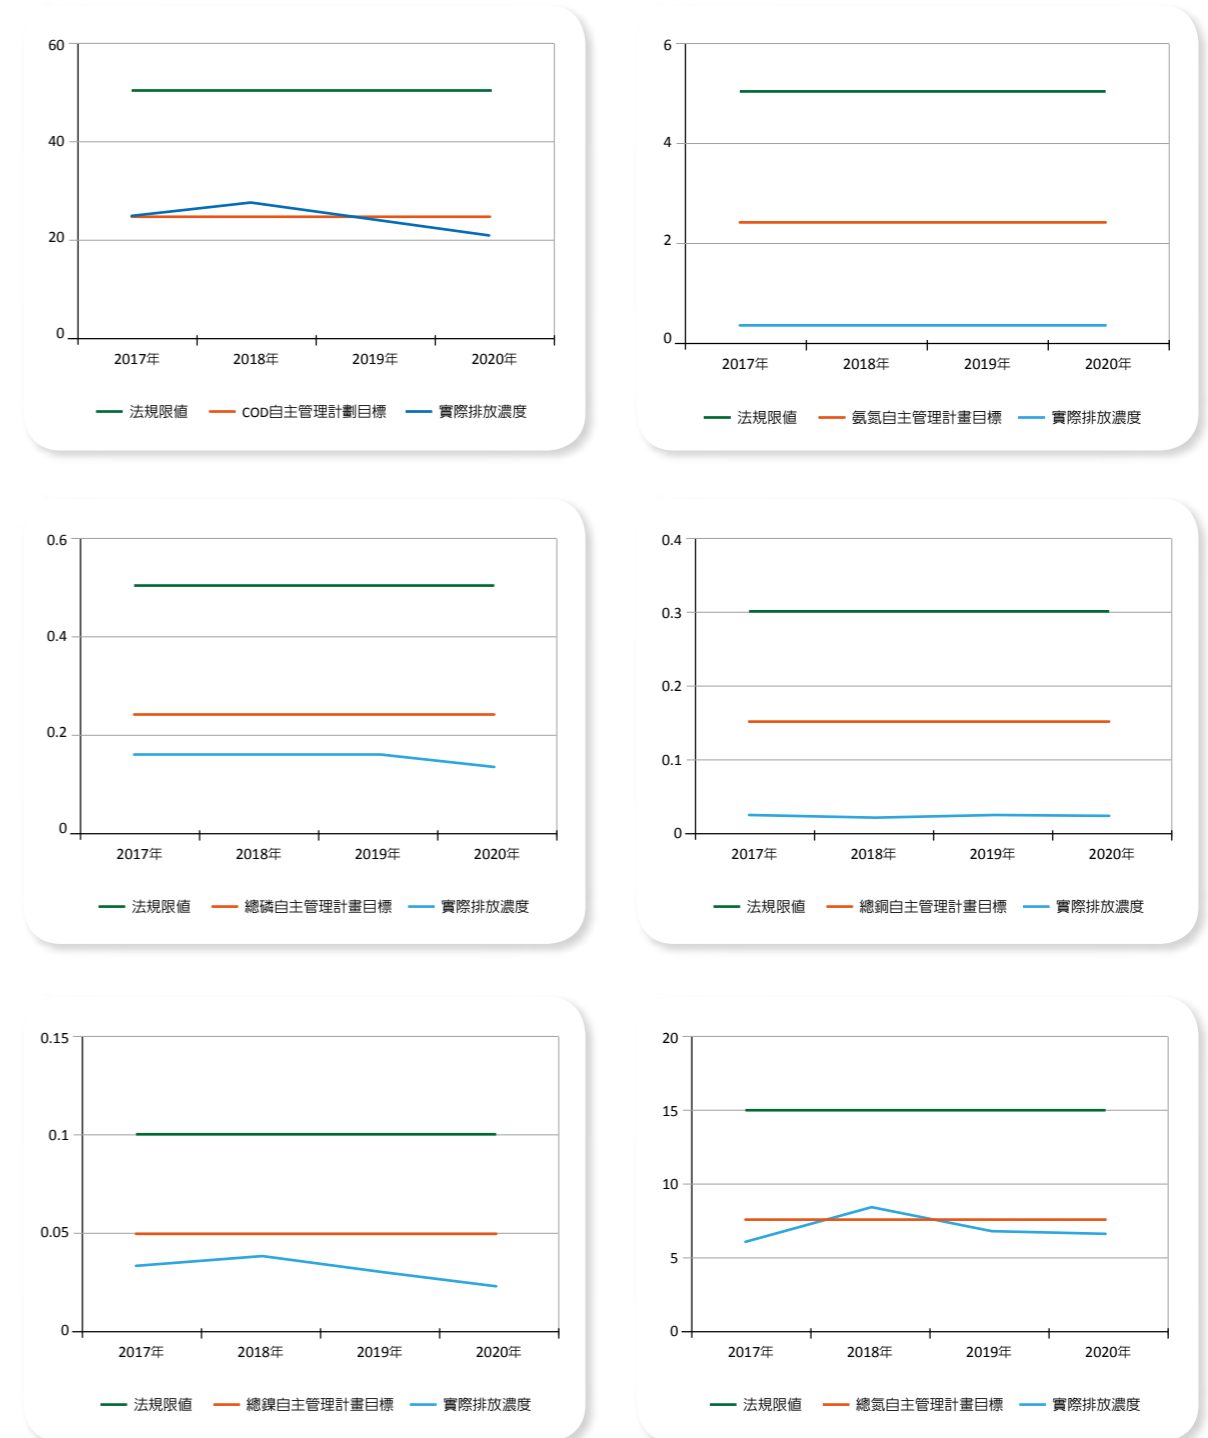 60
40
20
0
2017年 2018年 2019年 2020年
法規限値 COD自主管理計劃目標 實際排放濃度
6
4
2
0
2017年 2018年 2019年 2020年
法規限値 氨氮自主管理計畫目標 實際排放濃度
0.6
0.4
0.2
0
2017年 2018年 2019年 2020年
法規限値 總磷自主管理計畫目標 實際排放濃度
0.4
0.3
0.2
0.1
0
2017年 2018年 2019年 2020年
法規限値 總銅自主管理計畫目標 實際排放濃度
0.15
0.1
0.05
0
2017年 2018年 2019年 2020年
法規限値 總鎳自主管理計畫目標 實際排放濃度
20
15
10
5
0
2017年 2018年 2019年 2020年
法規限値 總氮自主管理計畫目標 實際排放濃度